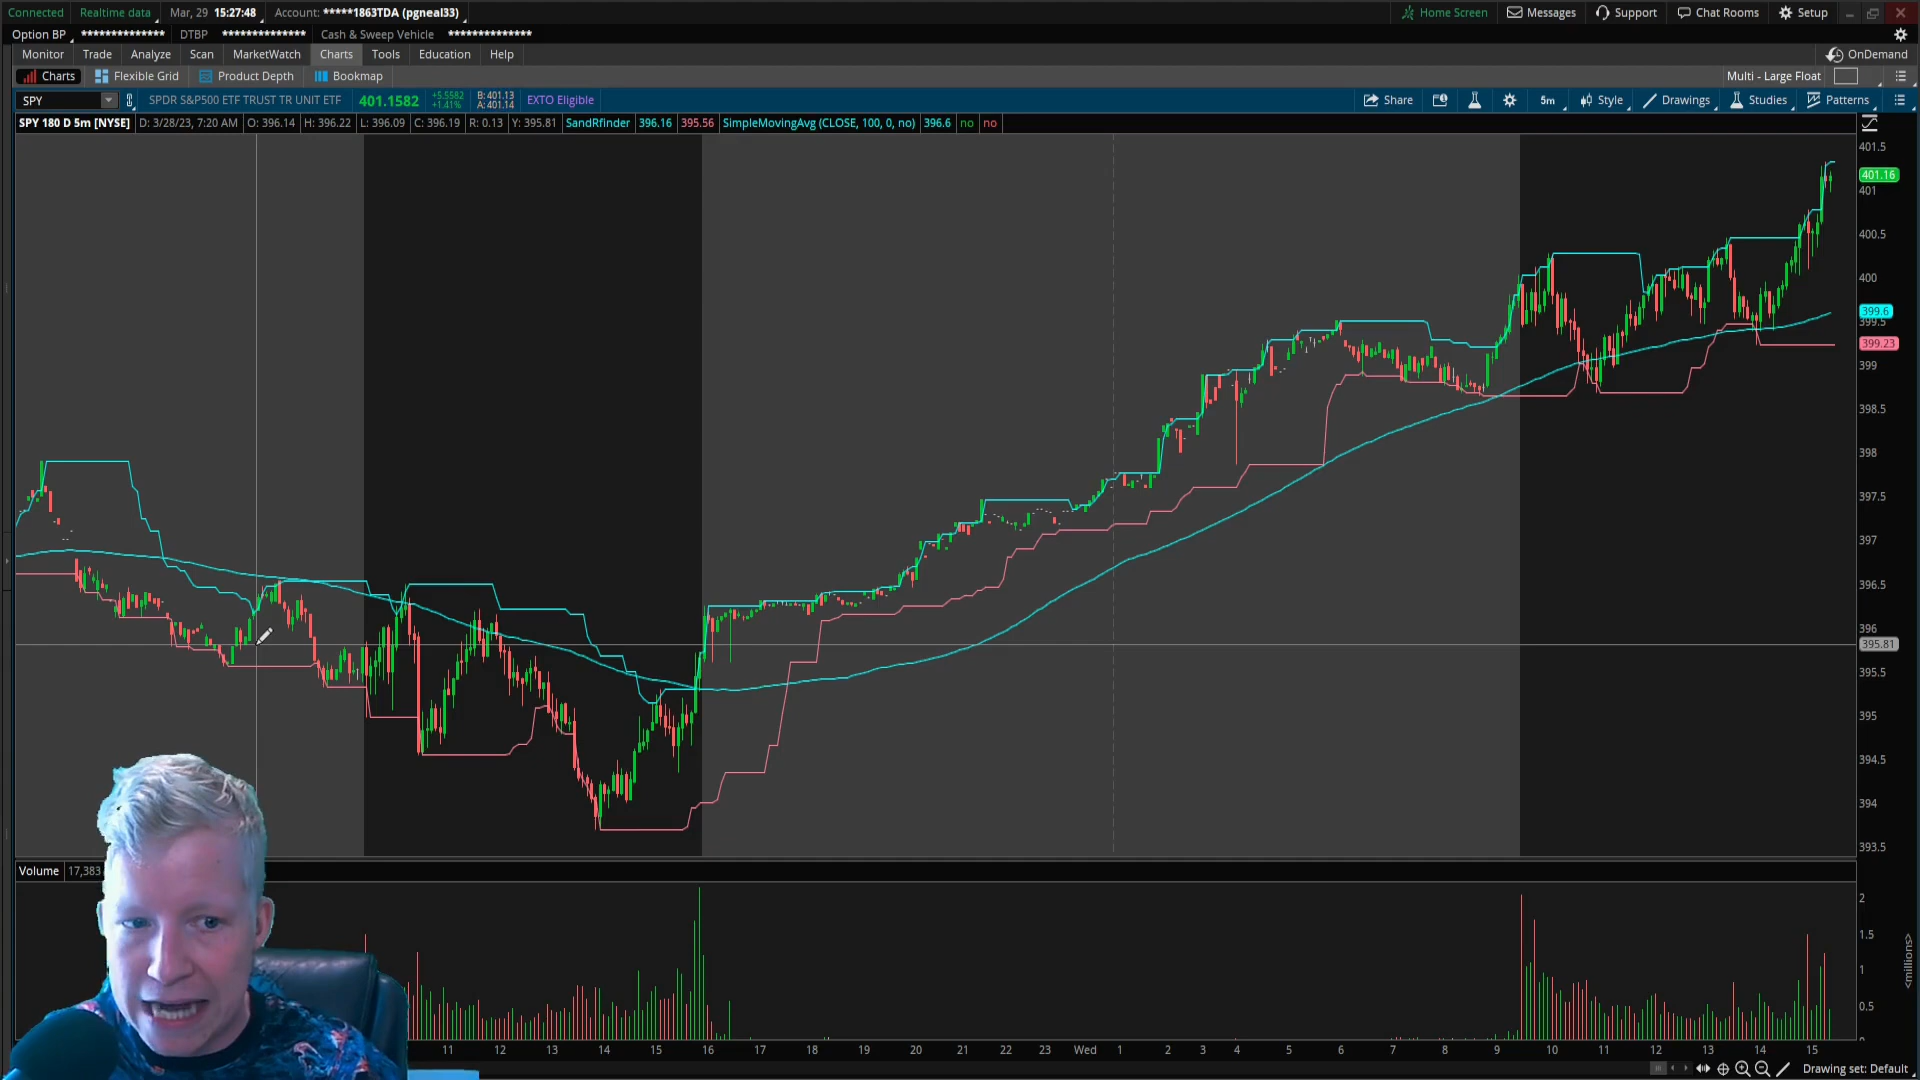 Connected Realtime data Mar, 29 15:27:48 Account: *****1863TDA (pgneal33) Home Screen Messages Support Chat Rooms Setup
Option BP ************** DTBP ************** Cash & Sweep Vehicle **************
Monitor Trade Analyze Scan MarketWatch Charts Tools Education Help OnDemand
Charts Flexible Grid Product Depth Bookmap Multi - Large Float
SPY SPDR S&P500 ETF TRUST TR UNIT ETF 401.1582 +5.5582 +1.41% B: 401.13 A: 401.14 EXTO Eligible Share 5m Style Drawings Studies Patterns
SPY 180 D 5m [NYSE] D: 3/28/23, 7:20 AM O: 396.14 H: 396.22 L: 396.09 C: 396.19 R: 0.13 Y: 395.81 SandRfinder 396.16 395.56 SimpleMovingAvg (CLOSE, 100, 0, no) 396.6 no no
401.5
401.16
401
400.5
400
399.6
399.5
399.23
399
398.5
398
397.5
397
396.5
396
395.81
395.5
395
394.5
394
393.5
Volume 17,383
2
1.5
1
0.5
<millions>
11 12 13 14 15 16 17 18 19 20 21 22 23 Wed 1 2 3 4 5 6 7 8 9 10 11 12 13 14 15
Drawing set: Default